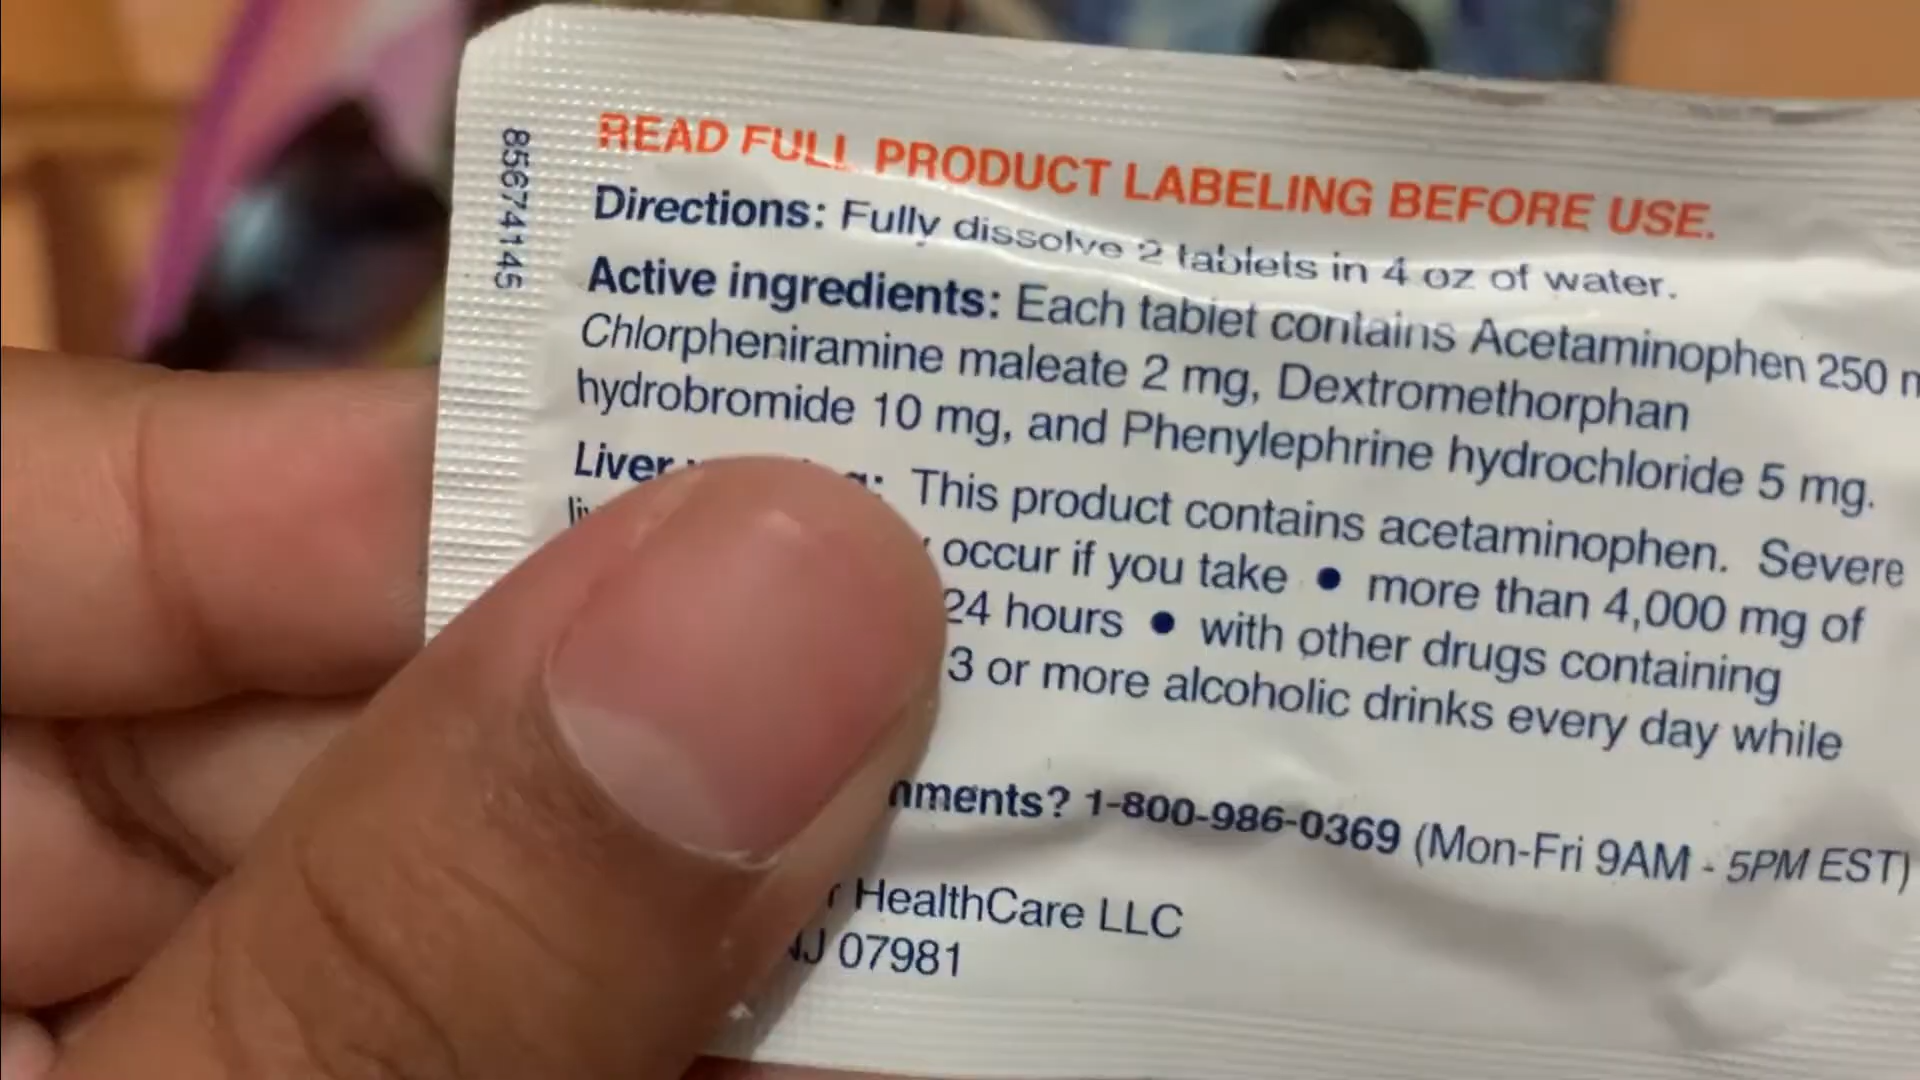 85674145
READ FULL PRODUCT LABELING BEFORE USE.
Directions: Fully dissolve 2 tablets in 4 oz of water.
Active ingredients: Each tablet contains Acetaminophen 250
Chlorpheniramine maleate 2 mg, Dextromethorphan
hydrobromide 10 mg, and Phenylephrine hydrochloride 5 mg.
Liver : This product contains acetaminophen. Severe
occur if you take • more than 4,000 mg of
24 hours • with other drugs containing
3 or more alcoholic drinks every day while
mments? 1-800-986-0369 (Mon-Fri 9AM - 5PM EST)
HealthCare LLC
NJ 07981